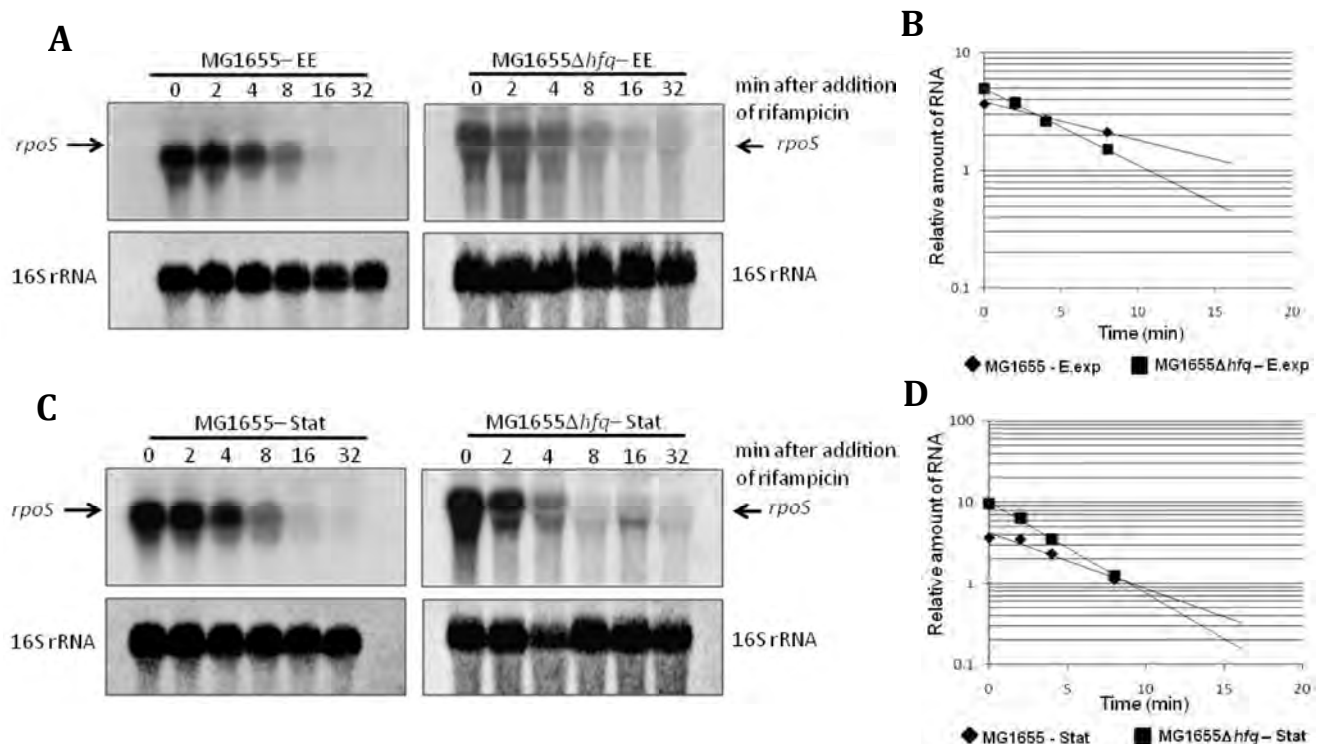 A
MG1655– EE
MG1655Δhfq – EE
0 2 4 8 16 32
0 2 4 8 16 32
min after addition
of rifampicin
rpoS
rpoS
16S rRNA
16S rRNA
B
Relative amount of RNA
10
1
0.1
0 5 10 15 20
Time (min)
MG1655 - E.exp
MG1655Δhfq – E.exp
C
MG1655– Stat
MG1655Δhfq– Stat
0 2 4 8 16 32
0 2 4 8 16 32
min after addition
of rifampicin
rpoS
rpoS
16S rRNA
16S rRNA
D
Relative amount of RNA
100
10
1
0.1
0 5 10 15 20
Time (min)
MG1655 - Stat
MG1655Δhfq – Stat